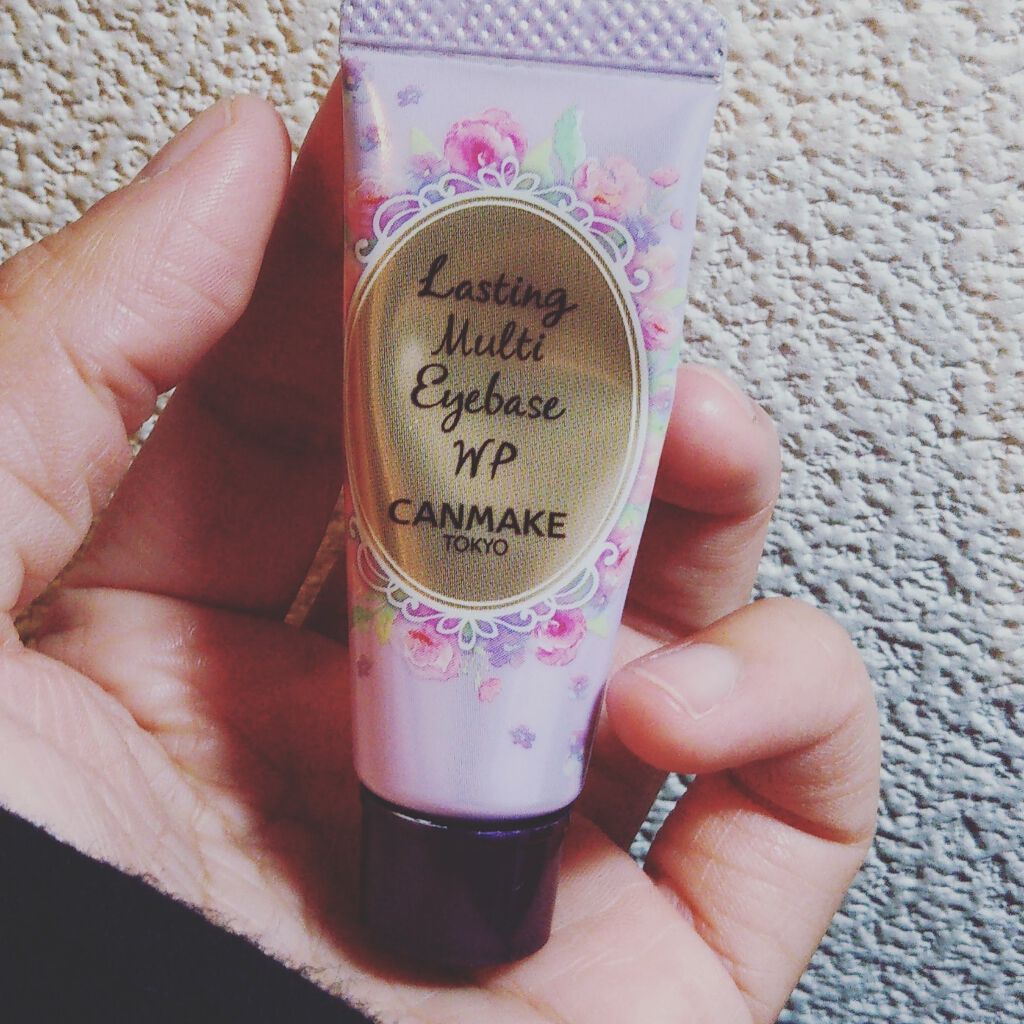 Lasting
Multi
Eyebase
WP
CANMAKE
TOKYO